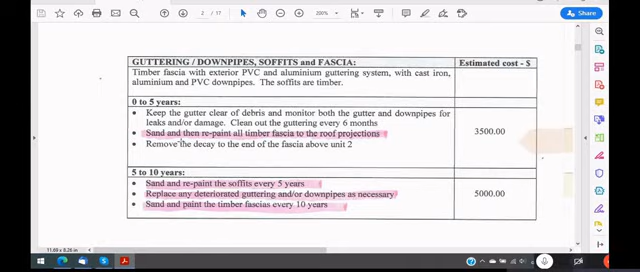 2 / 17
200%
Share
GUTTERING / DOWNPIPES, SOFFITS and FASCIA:
Estimated cost - $
Timber fascia with exterior PVC and aluminium guttering system, with cast iron,
aluminium and PVC downpipes. The soffits are timber.
0 to 5 years:
• Keep the gutter clear of debris and monitor both the gutter and downpipes for
leaks and/or damage. Clean out the guttering every 6 months
• Sand and then re-paint all timber fascia to the roof projections
• Remove the decay to the end of the fascia above unit 2
3500.00
5 to 10 years:
• Sand and re-paint the soffits every 5 years
• Replace any deteriorated guttering and/or downpipes as necessary
• Sand and paint the timber fascias every 10 years
5000.00
11.69 x 8.26 in